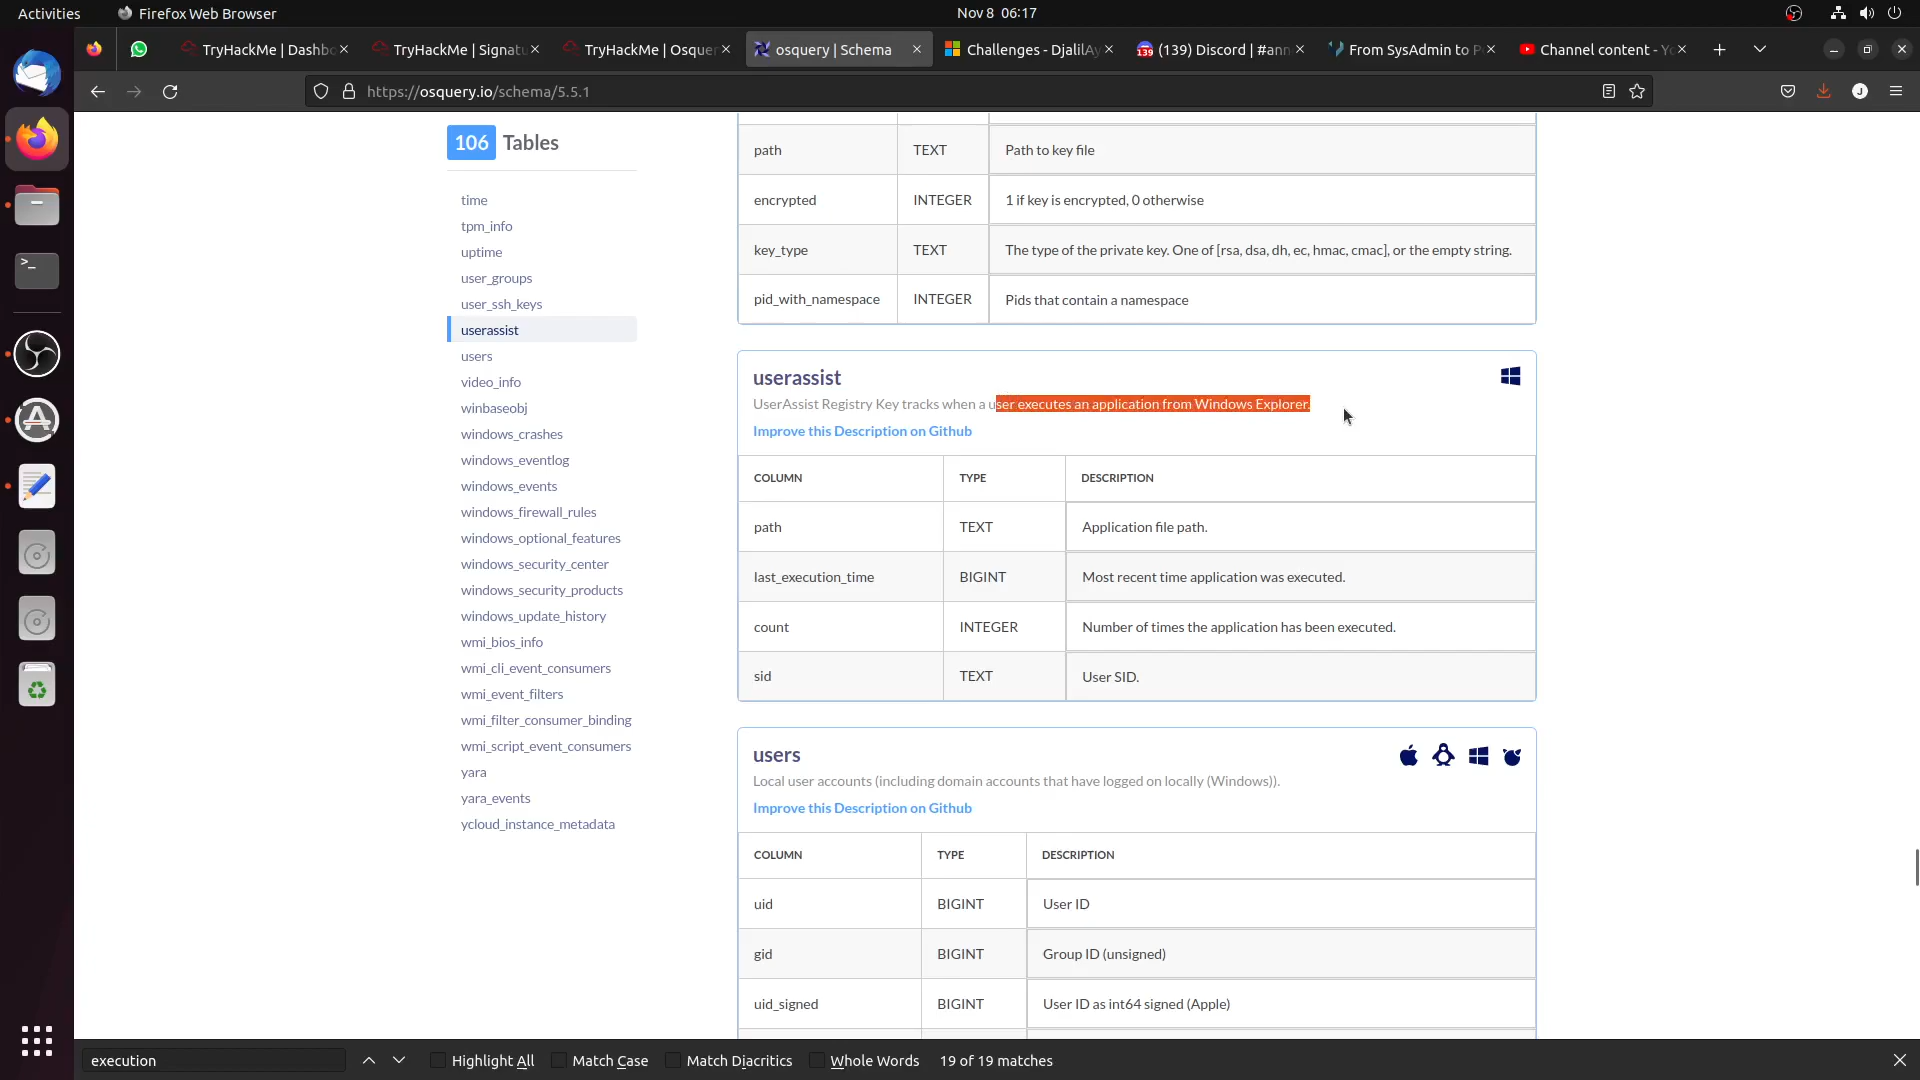 Activities
Firefox Web Browser
Nov 8 06:17
TryHackMe | Dashbo
TryHackMe | Signatu
TryHackMe | Osquer
osquery | Schema
Challenges - DjalilAy
(139) Discord | #ann
From SysAdmin to P
Channel content - Yo
https://osquery.io/schema/5.5.1
106 Tables
time
tpm_info
uptime
user_groups
user_ssh_keys
userassist
users
video_info
winbaseobj
windows_crashes
windows_eventlog
windows_events
windows_firewall_rules
windows_optional_features
windows_security_center
windows_security_products
windows_update_history
wmi_bios_info
wmi_cli_event_consumers
wmi_event_filters
wmi_filter_consumer_binding
wmi_script_event_consumers
yara
yara_events
ycloud_instance_metadata
path TEXT Path to key file
encrypted INTEGER 1 if key is encrypted, 0 otherwise
key_type TEXT The type of the private key. One of [rsa, dsa, dh, ec, hmac, cmac], or the empty string.
pid_with_namespace INTEGER Pids that contain a namespace
userassist
UserAssist Registry Key tracks when a user executes an application from Windows Explorer.
Improve this Description on Github
COLUMN TYPE DESCRIPTION
path TEXT Application file path.
last_execution_time BIGINT Most recent time application was executed.
count INTEGER Number of times the application has been executed.
sid TEXT User SID.
users
Local user accounts (including domain accounts that have logged on locally (Windows)).
Improve this Description on Github
COLUMN TYPE DESCRIPTION
uid BIGINT User ID
gid BIGINT Group ID (unsigned)
uid_signed BIGINT User ID as int64 signed (Apple)
execution
Highlight All
Match Case
Match Diacritics
Whole Words
19 of 19 matches